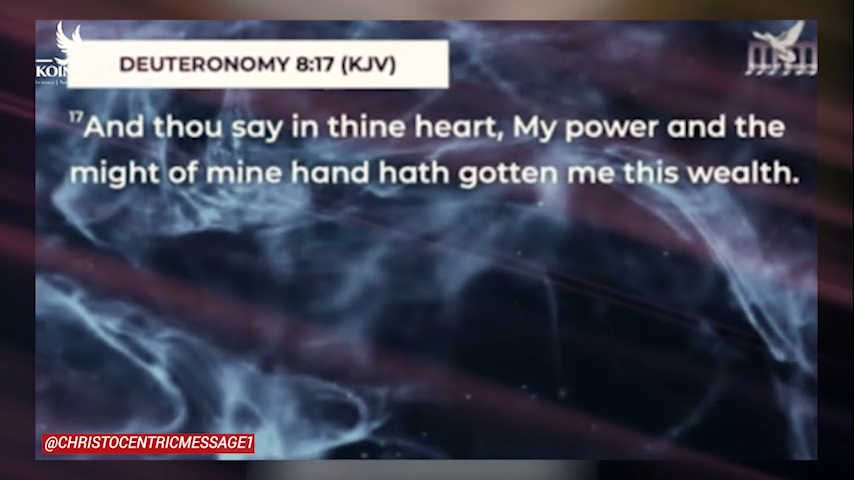 DEUTERONOMY 8:17 (KJV)
17And thou say in thine heart, My power and the
might of mine hand hath gotten me this wealth.
@CHRISTOCENTRICMESSAGE1